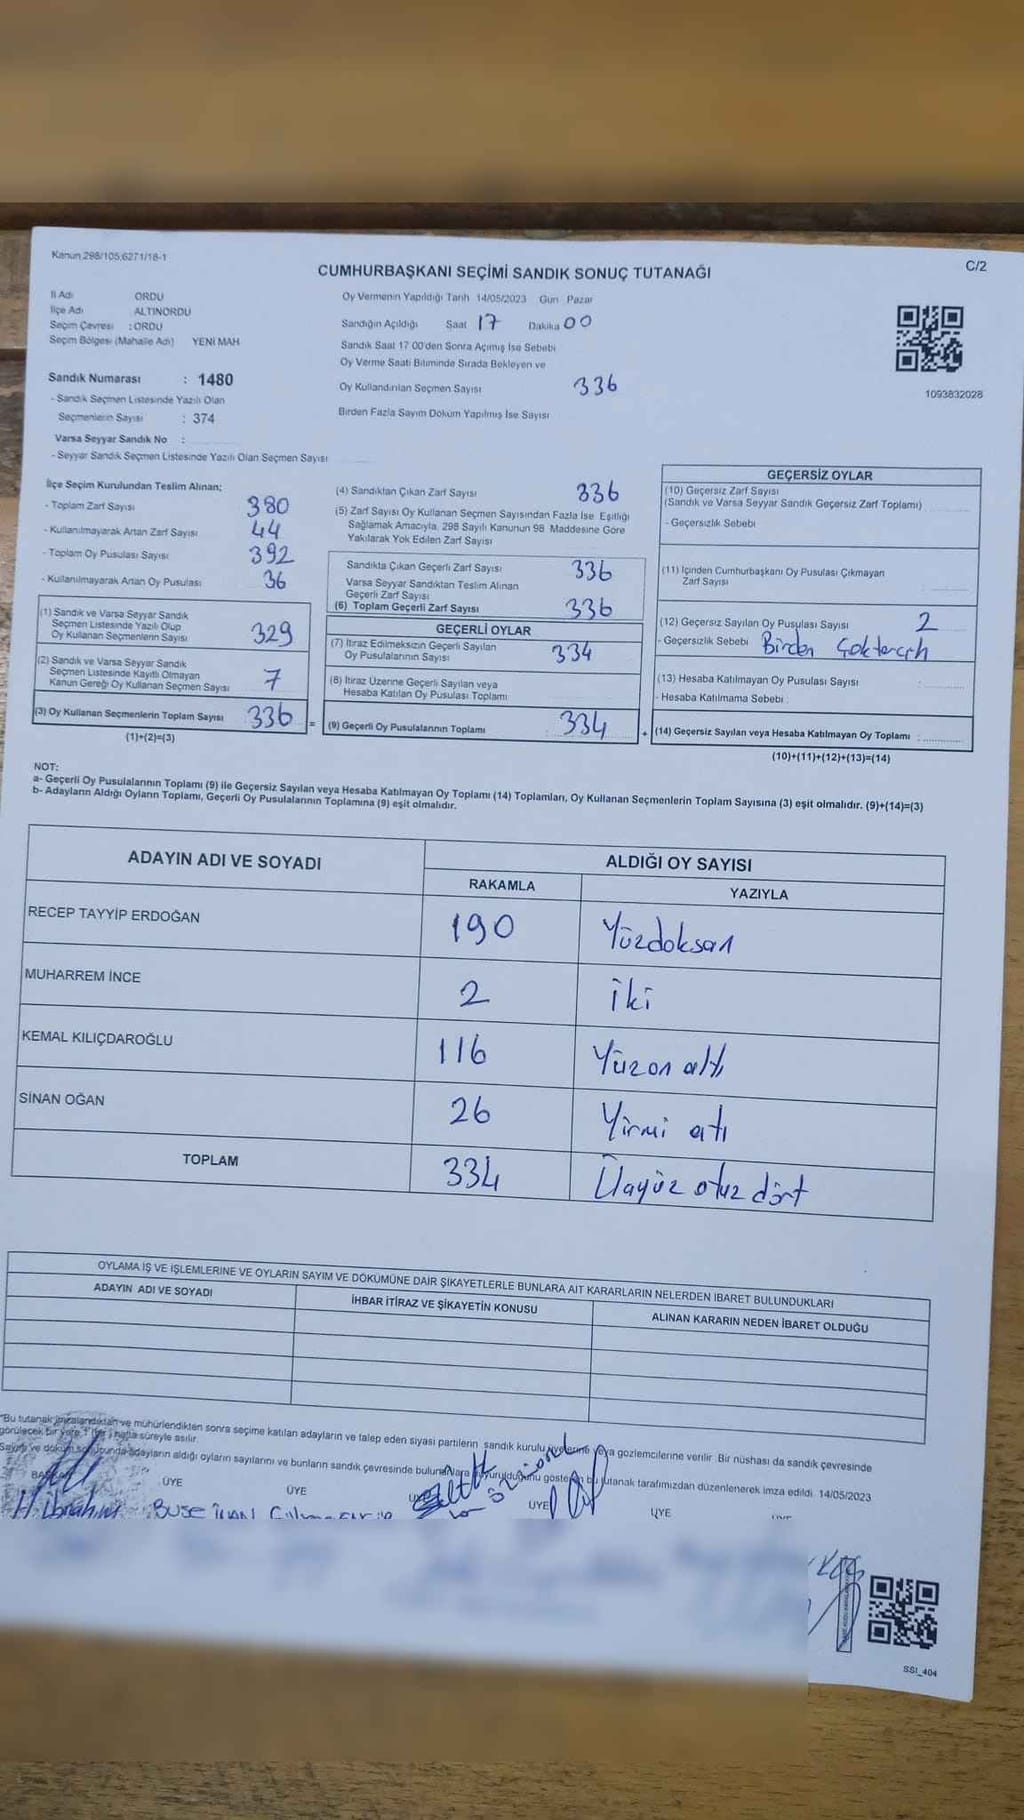 Kanun 298/105;6271/18-1
C/2
CUMHURBAŞKANI SEÇİMİ SANDIK SONUÇ TUTANAĞI
İl Adı ORDU
İlçe Adı ALTINORDU
Seçim Çevresi : ORDU
Seçim Bölgesi (Mahalle Adı) YENİ MAH
Sandık Numarası : 1480
- Sandık Seçmen Listesinde Yazılı Olan
Seçmenlerin Sayısı : 374
Varsa Seyyar Sandık No :
- Seyyar Sandık Seçmen Listesinde Yazılı Olan Seçmen Sayısı
Oy Vermenin Yapıldığı Tarih 14/05/2023 Gün Pazar
Sandığın Açıldığı Saat 17 Dakika 00
Sandık Saat 17 00'den Sonra Açılmış İse Sebebi
Oy Verme Saati Bitiminde Sırada Bekleyen ve
Oy Kullandırılan Seçmen Sayısı 336
Birden Fazla Sayım Döküm Yapılmış İse Sayısı
1093832028
İlçe Seçim Kurulundan Teslim Alınan;
- Toplam Zarf Sayısı 380
- Kullanılmayarak Artan Zarf Sayısı 44
- Toplam Oy Pusulası Sayısı 392
- Kullanılmayarak Artan Oy Pusulası 36
(1) Sandık ve Varsa Seyyar Sandık
Seçmen Listesinde Yazılı Olup
Oy Kullanan Seçmenlerin Sayısı 329
(2) Sandık ve Varsa Seyyar Sandık
Seçmen Listesinde Kayıtlı Olmayan
Kanun Gereği Oy Kullanan Seçmen Sayısı 7
(3) Oy Kullanan Seçmenlerin Toplam Sayısı 336 =
(1)+(2)=(3)
(4) Sandıktan Çıkan Zarf Sayısı 336
(5) Zarf Sayısı Oy Kullanan Seçmen Sayısından Fazla İse Eşitliği
Sağlamak Amacıyla, 298 Sayılı Kanunun 98 Maddesine Göre
Yakılarak Yok Edilen Zarf Sayısı
Sandıkta Çıkan Geçerli Zarf Sayısı 336
Varsa Seyyar Sandıktan Teslim Alınan
Geçerli Zarf Sayısı
(6) Toplam Geçerli Zarf Sayısı 336
GEÇERLİ OYLAR
(7) İtiraz Edilmeksizin Geçerli Sayılan
Oy Pusulalarının Sayısı 334
(8) İtiraz Üzerine Geçerli Sayılan veya
Hesaba Katılan Oy Pusulası Toplamı
(9) Geçerli Oy Pusulalarının Toplamı 334 +
GEÇERSİZ OYLAR
(10) Geçersiz Zarf Sayısı
(Sandık ve Varsa Seyyar Sandık Geçersiz Zarf Toplamı)
- Geçersizlik Sebebi
(11) İçinden Cumhurbaşkanı Oy Pusulası Çıkmayan
Zarf Sayısı
(12) Geçersiz Sayılan Oy Pusulası Sayısı 2
- Geçersizlik Sebebi Birden Çok tercih
(13) Hesaba Katılmayan Oy Pusulası Sayısı :
- Hesaba Katılmama Sebebi :
(14) Geçersiz Sayılan veya Hesaba Katılmayan Oy Toplamı :
(10)+(11)+(12)+(13)=(14)
NOT:
a- Geçerli Oy Pusulalarının Toplamı (9) ile Geçersiz Sayılan veya Hesaba Katılmayan Oy Toplamı (14) Toplamları, Oy Kullanan Seçmenlerin Toplam Sayısına (3) eşit olmalıdır. (9)+(14)=(3)
b- Adayların Aldığı Oyların Toplamı, Geçerli Oy Pusulalarının Toplamına (9) eşit olmalıdır.
ADAYIN ADI VE SOYADI ALDIĞI OY SAYISI
RAKAMLA YAZIYLA
RECEP TAYYİP ERDOĞAN 190 Yüzdoksan
MUHARREM İNCE 2 iki
KEMAL KILIÇDAROĞLU 116 Yüzon altı
SİNAN OĞAN 26 Yirmi altı
TOPLAM 334 Üçyüz otuz dört
OYLAMA İŞ VE İŞLEMLERİNE VE OYLARIN SAYIM VE DÖKÜMÜNE DAİR ŞİKAYETLERLE BUNLARA AİT KARARLARIN NELERDEN İBARET BULUNDUKLARI
ADAYIN ADI VE SOYADI İHBAR İTİRAZ VE ŞİKAYETİN KONUSU ALINAN KARARIN NEDEN İBARET OLDUĞU
"Bu tutanak imzalandıktan ve mühürlendikten sonra seçime katılan adayların ve talep eden siyasi partilerin sandık kurulu üyelerine veya gözlemcilerine verilir. Bir nüshası da sandık çevresinde
görülecek bir yere 1 hafta süreyle asılır.
Sayım ve döküm sonucunda adayların aldığı oyların sayılarını ve bunların sandık çevresinde bulunanlara duyurulduğunu gösteren bu tutanak tarafımızdan düzenlenerek imza edildi. 14/05/2023
BAŞKAN ÜYE ÜYE ÜYE ÜYE
H. İbrahim BUSE İNAN
SSI_404